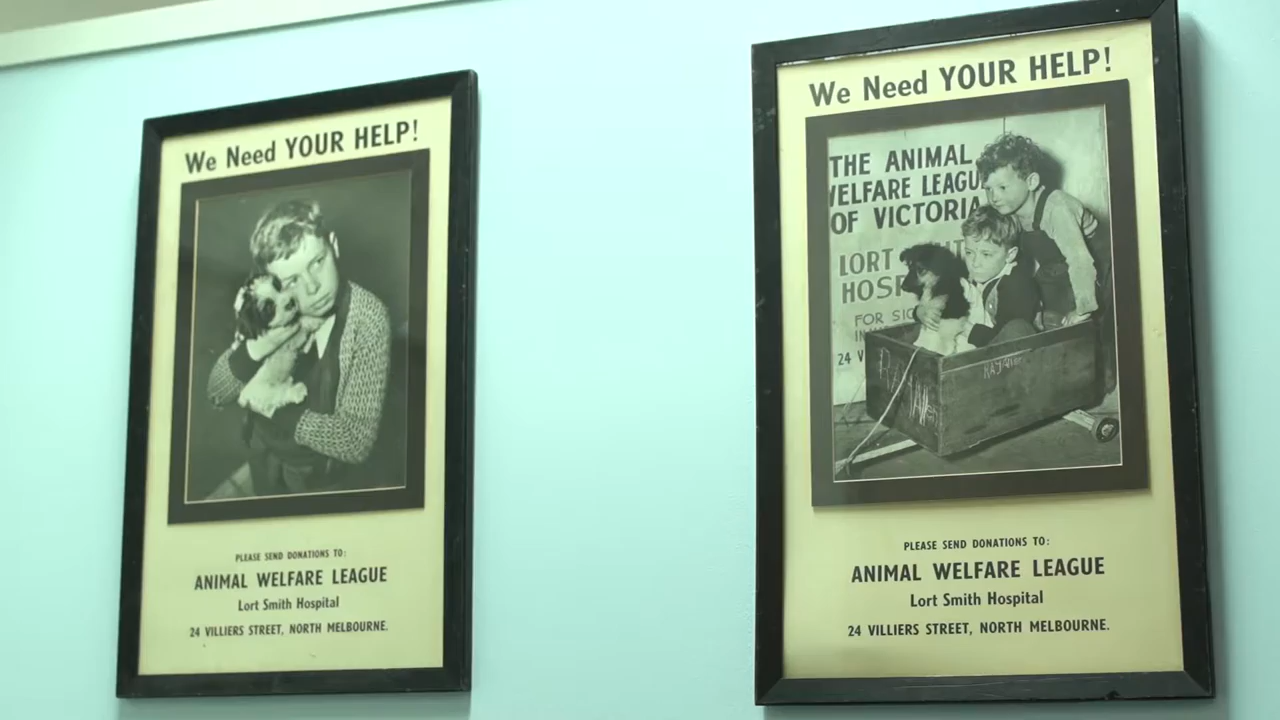 We Need YOUR HELP!
PLEASE SEND DONATIONS TO:
ANIMAL WELFARE LEAGUE
Lort Smith Hospital
24 VILLIERS STREET, NORTH MELBOURNE.
We Need YOUR HELP!
THE ANIMAL
WELFARE LEAGU
OF VICTORIA
LORT
HOSP
FOR SIC
24 V
PLEASE SEND DONATIONS TO:
ANIMAL WELFARE LEAGUE
Lort Smith Hospital
24 VILLIERS STREET, NORTH MELBOURNE.